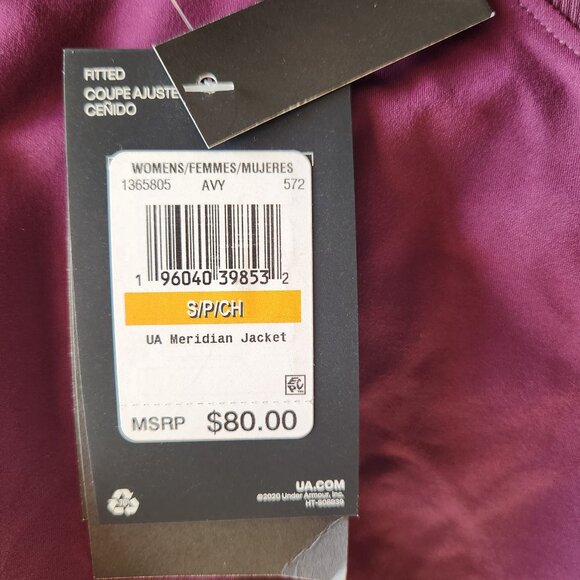 FITTED
COUPE AJUSTÉ
CEÑIDO
WOMENS/FEMMES/MUJERES
1365805 AVY 572
1 96040 39853 2
S/P/CH
UA Meridian Jacket
MSRP $80.00
UA.COM
©2020 Under Armour, Inc.